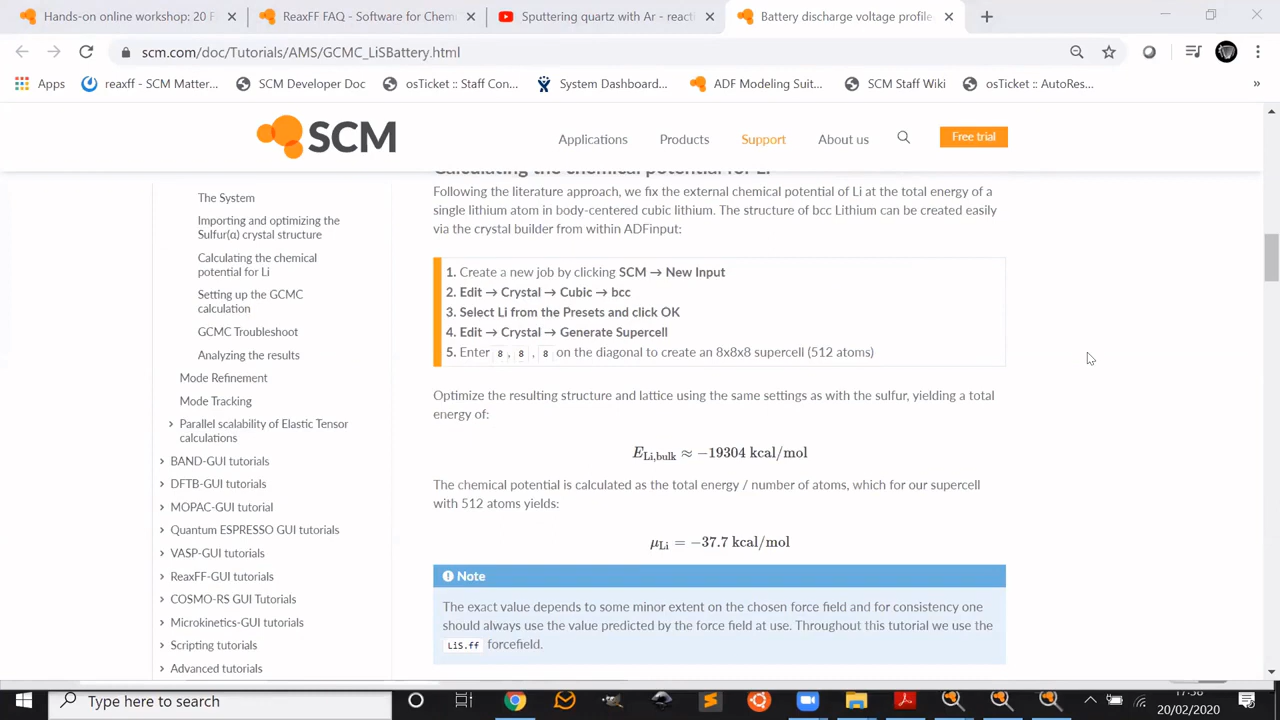 Hands-on online workshop: 20 F
ReaxFF FAQ - Software for Chemi
Sputtering quartz with Ar - react
Battery discharge voltage profile
scm.com/doc/Tutorials/AMS/GCMC_LiSBattery.html
Apps
reaxff - SCM Matter...
SCM Developer Doc
osTicket :: Staff Con...
System Dashboard...
ADF Modeling Suit...
SCM Staff Wiki
osTicket :: AutoRes...
»
SCM
Applications
Products
Support
About us
Free trial
The System
Importing and optimizing the
Sulfur(α) crystal structure
Calculating the chemical
potential for Li
Setting up the GCMC
calculation
GCMC Troubleshoot
Analyzing the results
Mode Refinement
Mode Tracking
Parallel scalability of Elastic Tensor
calculations
BAND-GUI tutorials
DFTB-GUI tutorials
MOPAC-GUI tutorial
Quantum ESPRESSO GUI tutorials
VASP-GUI tutorials
ReaxFF-GUI tutorials
COSMO-RS GUI Tutorials
Microkinetics-GUI tutorials
Scripting tutorials
Advanced tutorials
Calculating the chemical potential for Li
Following the literature approach, we fix the external chemical potential of Li at the total energy of a
single lithium atom in body-centered cubic lithium. The structure of bcc Lithium can be created easily
via the crystal builder from within ADFinput:
1. Create a new job by clicking SCM → New Input
2. Edit → Crystal → Cubic → bcc
3. Select Li from the Presets and click OK
4. Edit → Crystal → Generate Supercell
5. Enter 8 , 8 , 8 on the diagonal to create an 8x8x8 supercell (512 atoms)
Optimize the resulting structure and lattice using the same settings as with the sulfur, yielding a total
energy of:
E Li,bulk ≈ −19304 kcal/mol
The chemical potential is calculated as the total energy / number of atoms, which for our supercell
with 512 atoms yields:
μLi = −37.7 kcal/mol
Note
The exact value depends to some minor extent on the chosen force field and for consistency one
should always use the value predicted by the force field at use. Throughout this tutorial we use the
LiS.ff forcefield.
Type here to search
17:58
20/02/2020